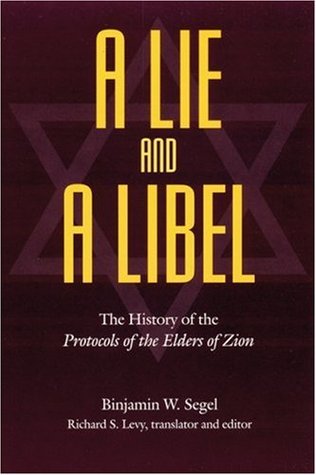 A LIE
AND
A LIBEL
The History of the
Protocols of the Elders of Zion
Binjamin W. Segel
Richard S. Levy, translator and editor